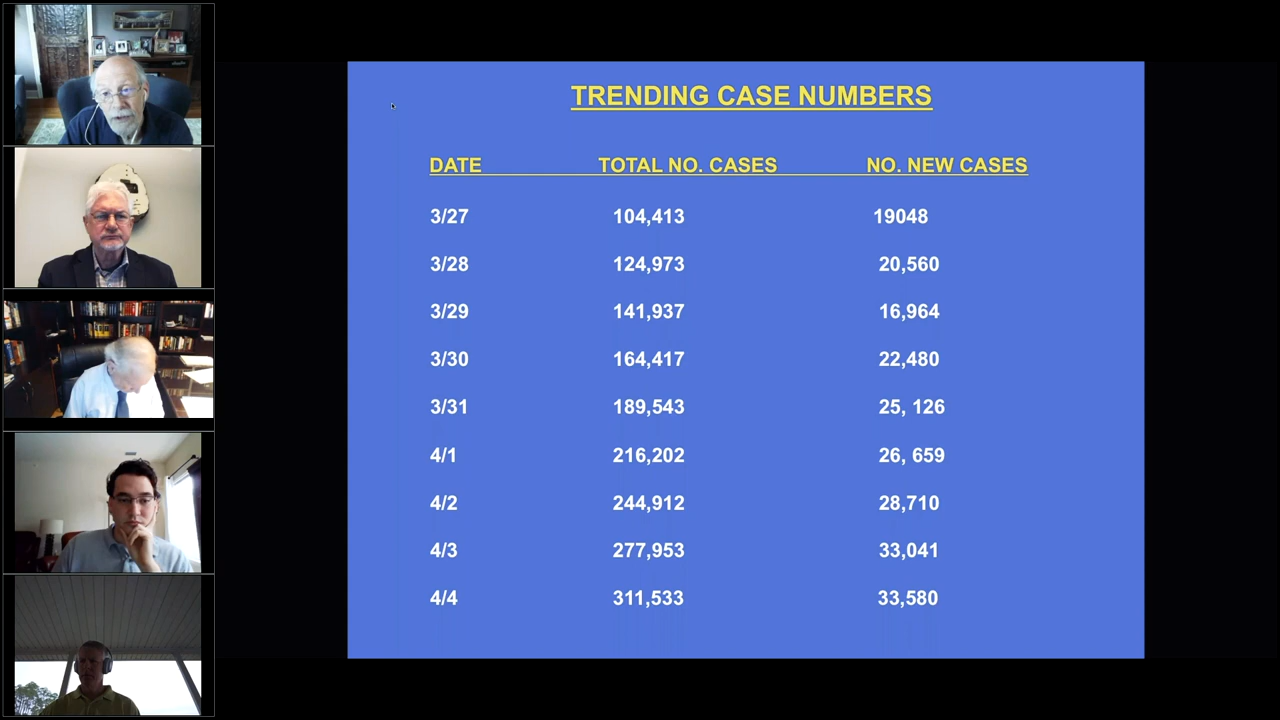 TRENDING CASE NUMBERS
DATE TOTAL NO. CASES NO. NEW CASES
3/27 104,413 19048
3/28 124,973 20,560
3/29 141,937 16,964
3/30 164,417 22,480
3/31 189,543 25, 126
4/1 216,202 26, 659
4/2 244,912 28,710
4/3 277,953 33,041
4/4 311,533 33,580